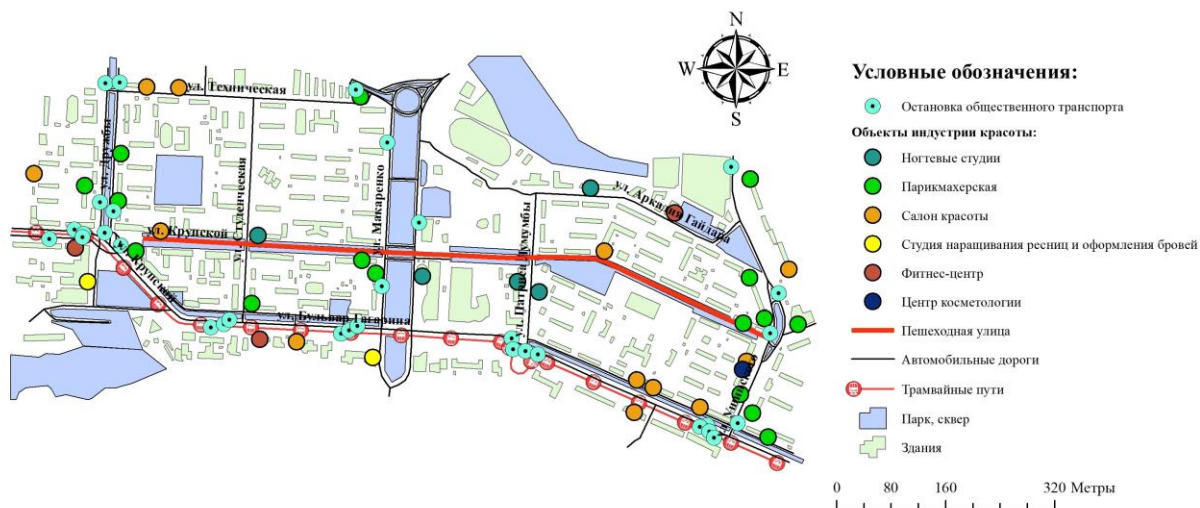 N
W E
S
ул. Техническая
ул. Дружбы
ул. Студенческая
ул. Макаренко
ул. Крупской
ул. Крупской
ул. Бульвар Гагарина
ул. Патриса Лумумбы
ул. Аркадия Гайдара
Условные обозначения:
Остановка общественного транспорта
Объекты индустрии красоты:
Ногтевые студии
Парикмахерская
Салон красоты
Студия наращивания ресниц и оформления бровей
Фитнес-центр
Центр косметологии
Пешеходная улица
Автомобильные дороги
Трамвайные пути
Парк, сквер
Здания
0 80 160 320 Метры